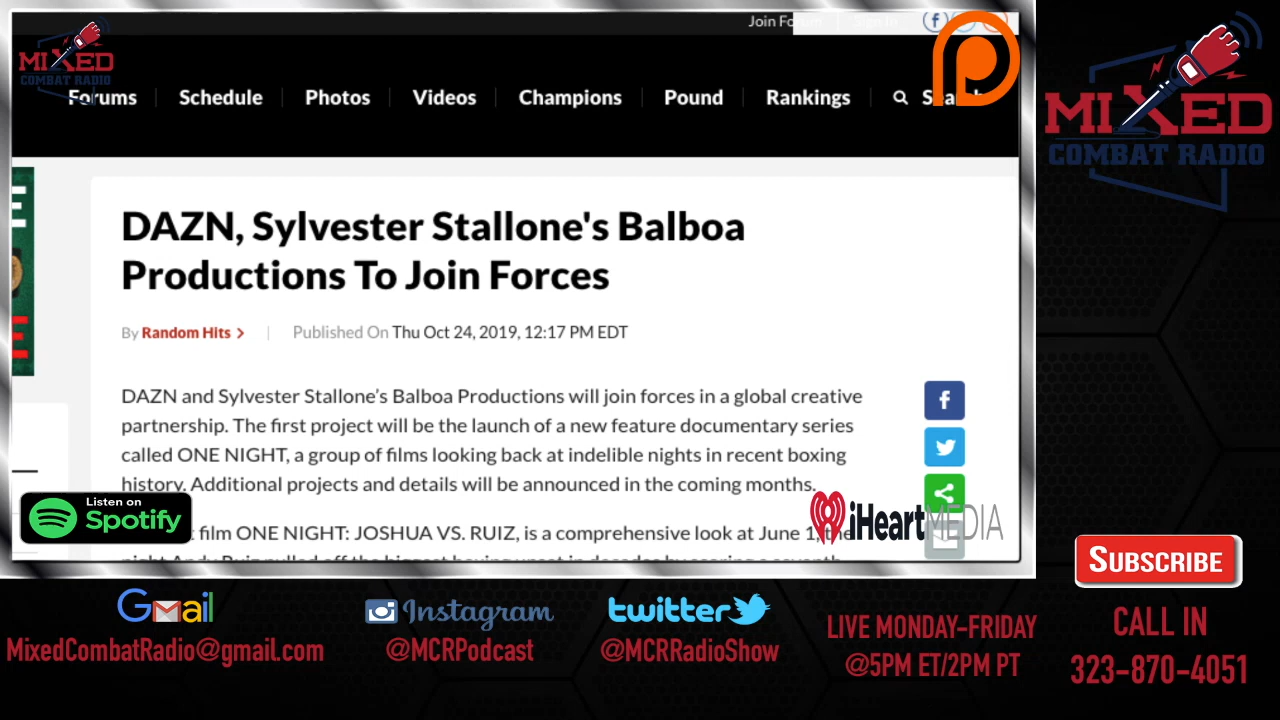 Join Fo
Sign In
MIXED
COMBAT RADIO
Forums
Schedule
Photos
Videos
Champions
Pound
Rankings
MIXED
COMBAT RADIO
DAZN, Sylvester Stallone's Balboa
Productions To Join Forces
By Random Hits > | Published On Thu Oct 24, 2019, 12:17 PM EDT
DAZN and Sylvester Stallone’s Balboa Productions will join forces in a global creative
partnership. The first project will be the launch of a new feature documentary series
called ONE NIGHT, a group of films looking back at indelible nights in recent boxing
history. Additional projects and details will be announced in the coming months.
Listen on
Spotify
film ONE NIGHT: JOSHUA VS. RUIZ, is a comprehensive look at June 1, the
iHeartMEDIA
SUBSCRIBE
Gmail
MixedCombatRadio@gmail.com
Instagram
@MCRPodcast
twitter
@MCRRadioShow
LIVE MONDAY-FRIDAY
@5PM ET/2PM PT
CALL IN
323-870-4051